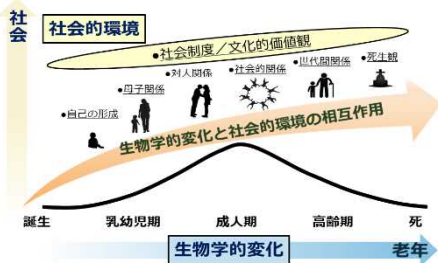 社会
社会的環境
●社会制度／文化的価値観
●自己の形成
●母子関係
●対人関係
●社会的関係
●世代間関係
●死生観
生物学的変化と社会的環境の相互作用
誕生
乳幼児期
成人期
高齢期
死
生物学的変化
老年